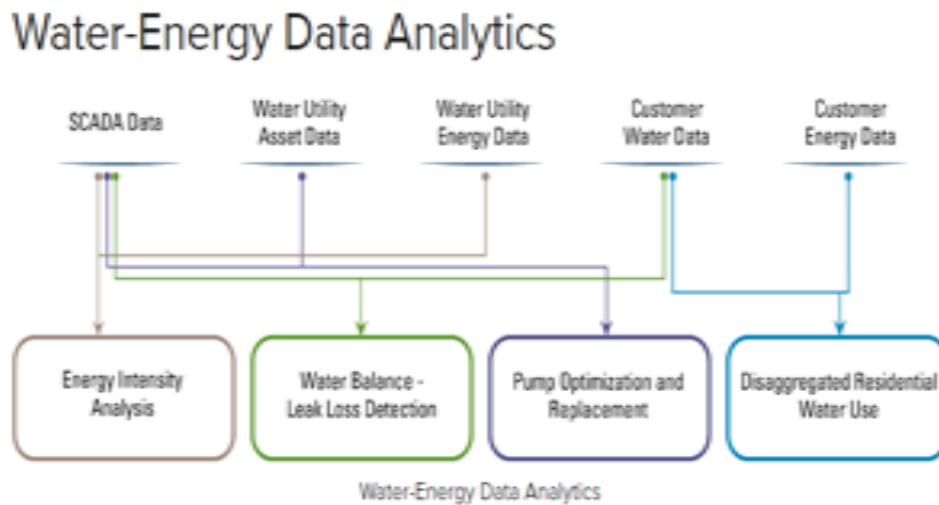 Water-Energy Data Analytics
SCADA Data
Water Utility
Asset Data
Water Utility
Energy Data
Customer
Water Data
Customer
Energy Data
Energy Intensity
Analysis
Water Balance -
Leak Loss Detection
Pump Optimization and
Replacement
Disaggregated Residential
Water Use
Water-Energy Data Analytics